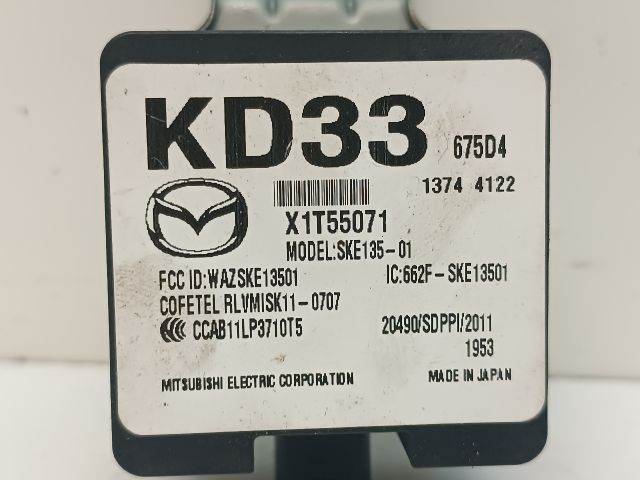 KD33 675D4
1374 4122
X1T55071
MODEL:SKE135-01
FCC ID:WAZSKE13501 IC:662F-SKE13501
COFETEL RLVMISK11-0707
CCAB11LP3710T5 20490/SDPPI/2011
1953
MITSUBISHI ELECTRIC CORPORATION MADE IN JAPAN